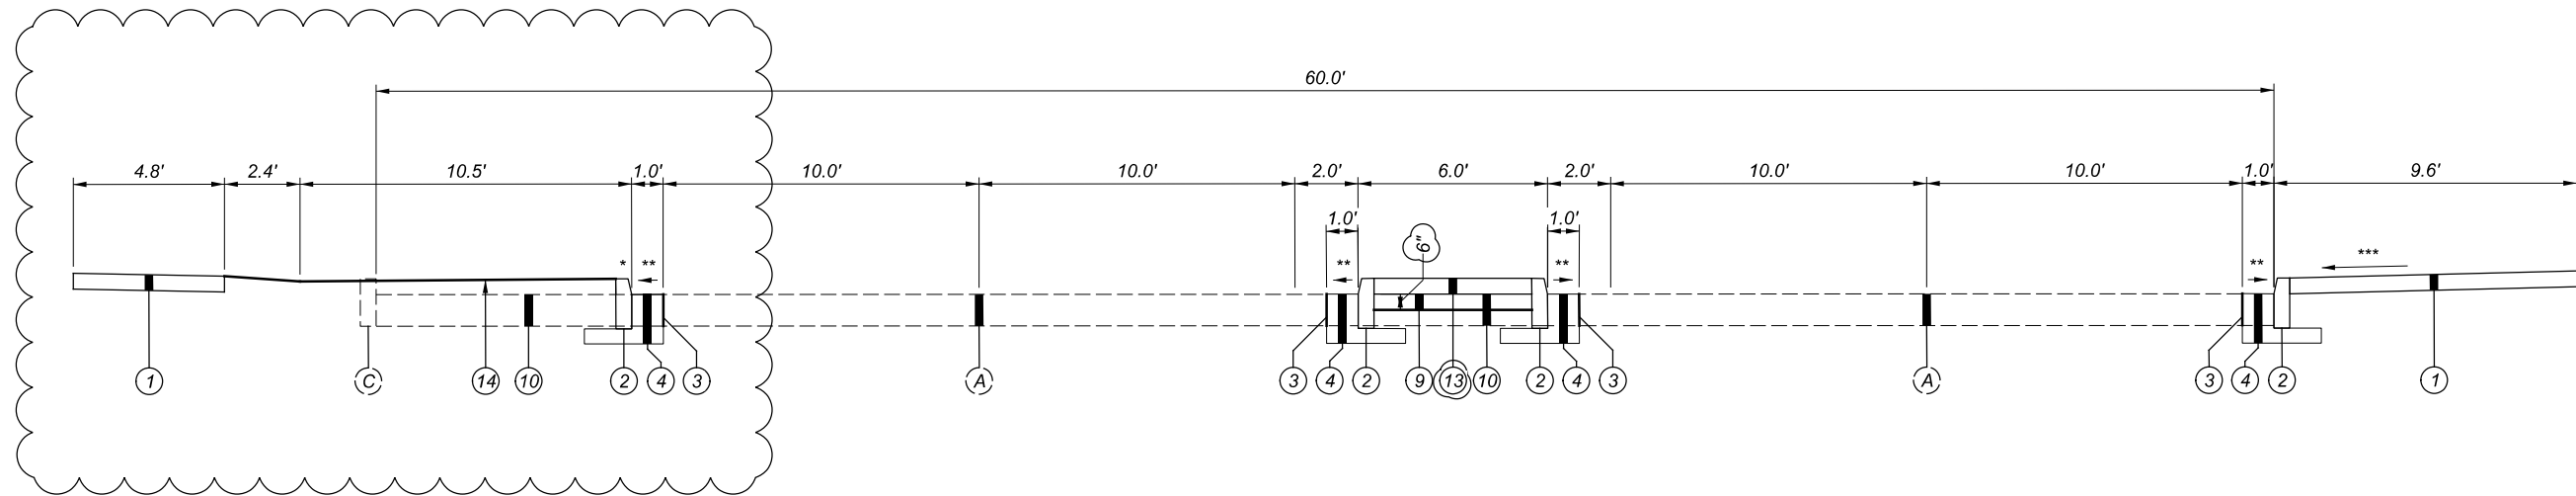 60.0'
4.8' 2.4' 10.5' 1.0' 10.0' 10.0' 2.0' 6.0' 2.0' 10.0' 10.0' 1.0' 9.6'
1.0' 1.0'
6"
* ** ** ** ** ***
1 C 14 10 2 4 3 A 3 4 2 9 13 10 2 4 3 A 3 4 2 1